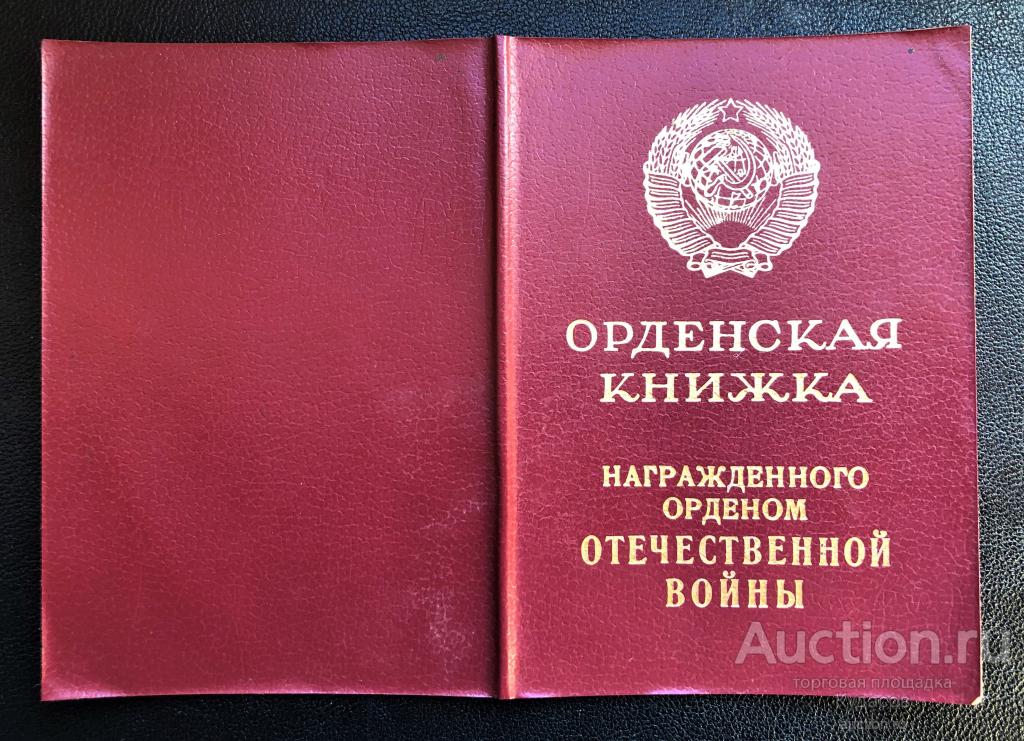 ОРДЕНСКАЯ
КНИЖКА
НАГРАЖДЕННОГО
ОРДЕНОМ
ОТЕЧЕСТВЕННОЙ
ВОЙНЫ
Auction.ru
торговая площадка